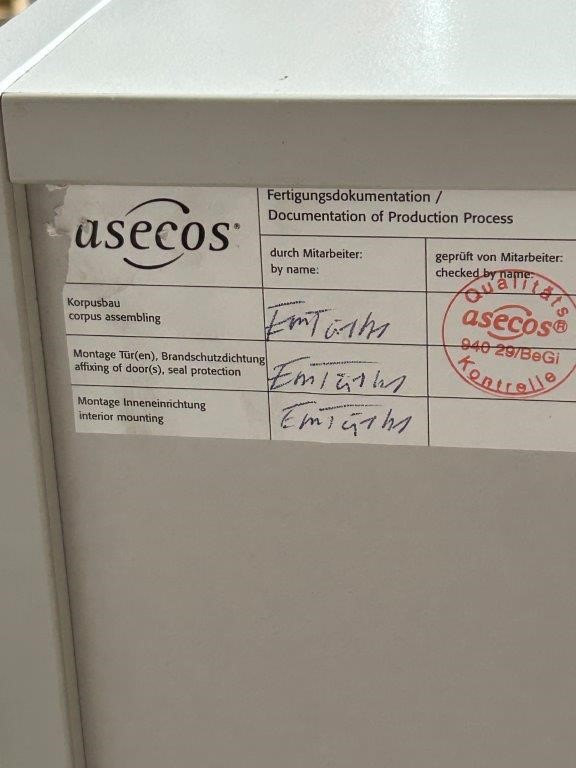 asecos®
Fertigungsdokumentation /
Documentation of Production Process
durch Mitarbeiter:
by name:
geprüft von Mitarbeiter:
checked by name:
Korpusbau
corpus assembling
Montage Tür(en), Brandschutzdichtung
affixing of door(s), seal protection
Montage Inneneinrichtung
interior mounting
Qualitäts
asecos®
940 29/BeGi
Kontrolle